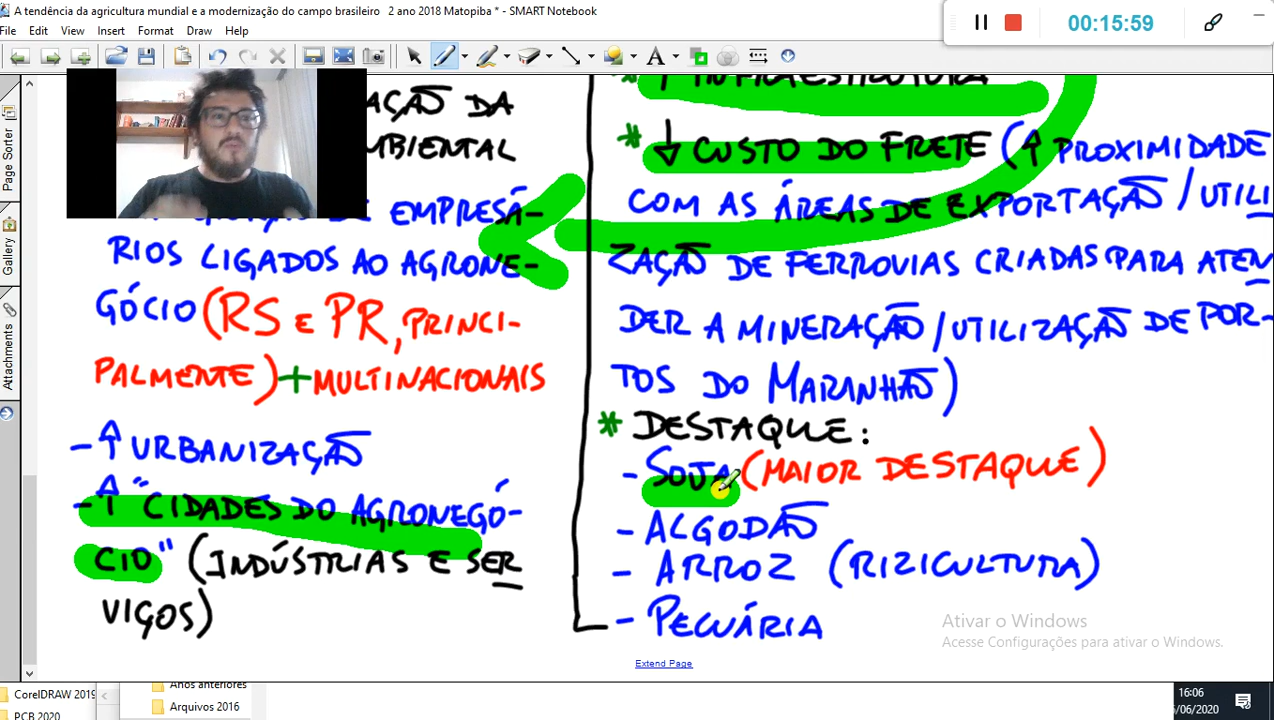 A tendência da agricultura mundial e a modernização do campo brasileiro   2 ano 2018 Matopiba * - SMART Notebook
00:15:59
File Edit View Insert Format Draw Help
Page Sorter
Gallery
Attachments
AÇÃO DA
MBIENTAL
DE EMPRESÁ-
RIOS LIGADOS AO AGRONE-
GÓCIO (RS E PR, PRINCI-
PALMENTE) + MULTINACIONAIS
- ↑ URBANIZAÇÃO
- ↑ "CIDADES DO AGRONEGÓ-
CIO" (INDÚSTRIAS E SER
VIÇOS)
* ↑ INFRAESTRUTURA
* ↓ CUSTO DO FRETE (↑ PROXIMIDADE
COM AS ÁREAS DE EXPORTAÇÃO / UTILI
ZAÇÃO DE FERROVIAS CRIADAS PARA ATEN
DER A MINERAÇÃO / UTILIZAÇÃO DE POR-
TOS DO MARANHÃO)
* DESTAQUE:
- SOJA (MAIOR DESTAQUE)
- ALGODÃO
- ARROZ (RIZICULTURA)
- PECUÁRIA
Extend Page
Ativar o Windows
Acesse Configurações para ativar o Windows.
CorelDRAW 2019
PCB 2020
Anos anteriores
Arquivos 2016
16:06
/06/2020